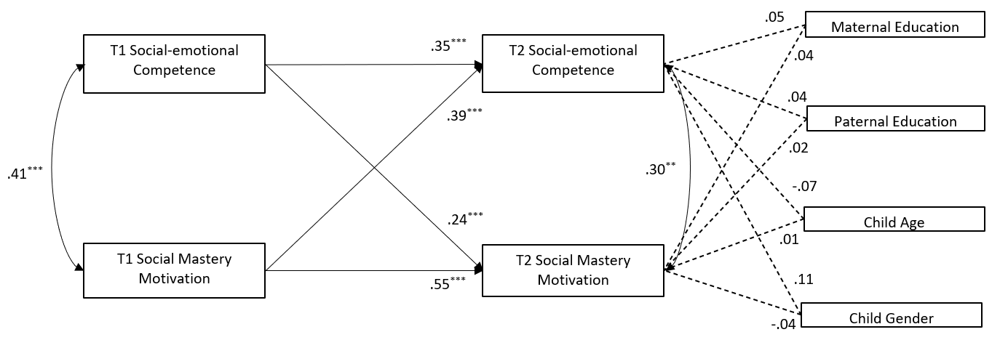 T1 Social-emotional
Competence
.35***
T2 Social-emotional
Competence
.05
Maternal Education
.04
.39***
.04
Paternal Education
.02
.41***
.30**
-.07
.24***
Child Age
.01
T1 Social Mastery
Motivation
T2 Social Mastery
Motivation
.55***
.11
Child Gender
-.04